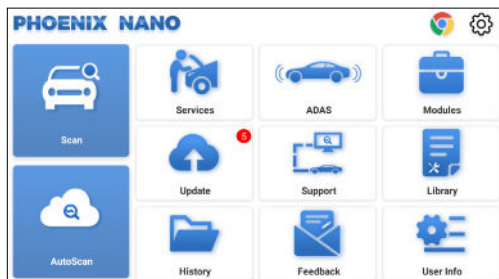 PHOENIX NANO
Services
ADAS
Modules
Scan
5
Update
Support
Library
AutoScan
History
Feedback
User Info